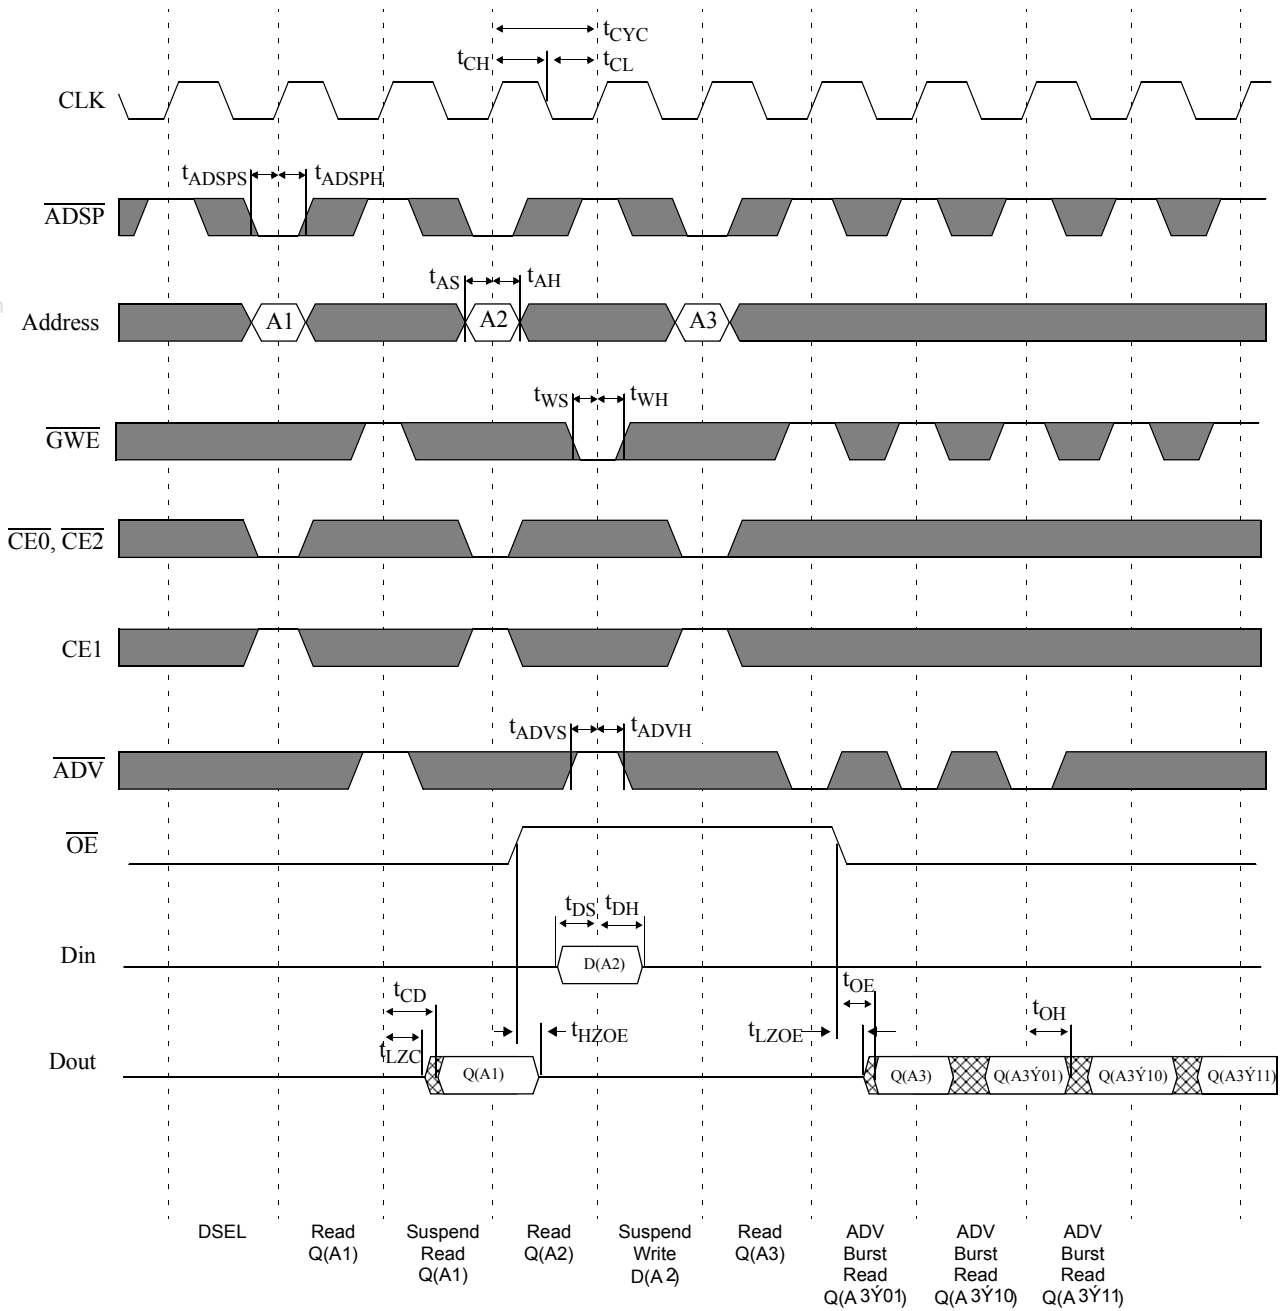 tCYC
tCH
tCL
CLK
tADSPS
tADSPH
ADSP
tAS
tAH
n
Address
A1
A2
A3
tWS
tWH
GWE
CE0, CE2
CE1
tADVS
tADVH
ADV
OE
tDS
tDH
Din
D(A2)
tCD
tOE
tOH
tLZC
tHZOE
tLZOE
Dout
Q(A1)
Q(A3)
Q(A3Ý01)
Q(A3Ý10)
Q(A3Ý11)
DSEL
Read
Q(A1)
Suspend
Read
Q(A1)
Read
Q(A2)
Suspend
Write
D(A2)
Read
Q(A3)
ADV
Burst
Read
Q(A3Ý01)
ADV
Burst
Read
Q(A3Ý10)
ADV
Burst
Read
Q(A3Ý11)